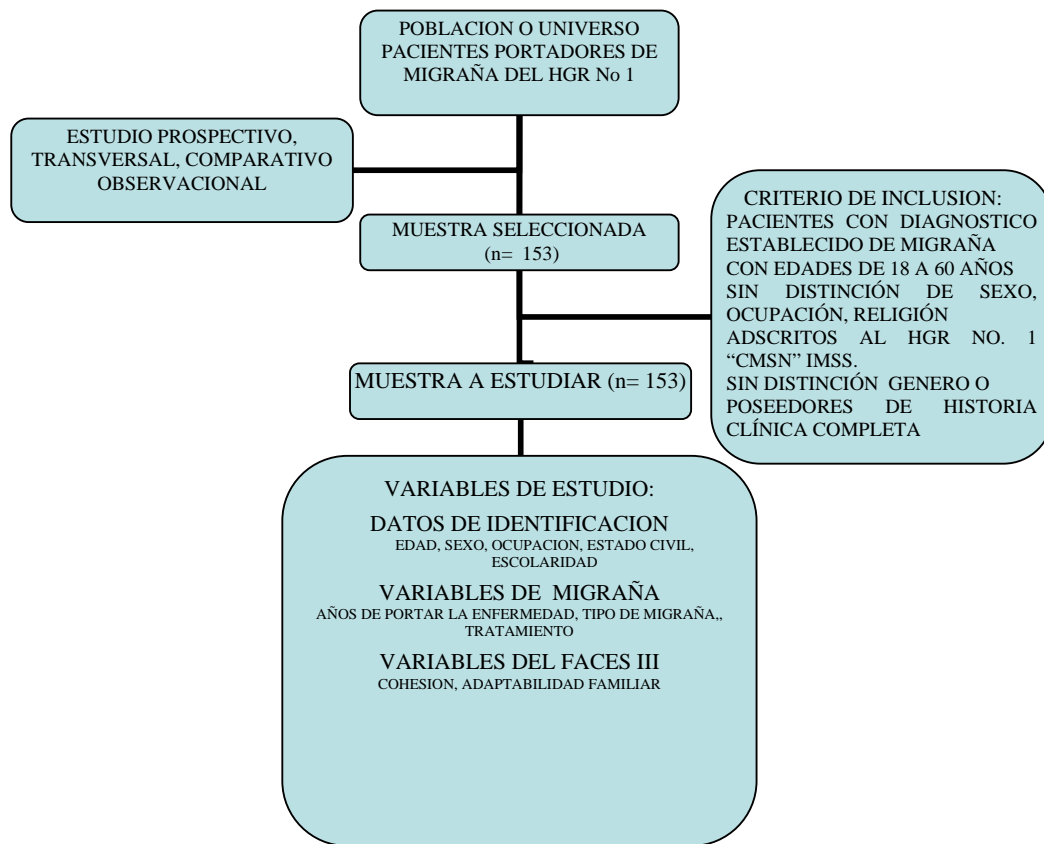 POBLACION O UNIVERSO
PACIENTES PORTADORES DE
MIGRAÑA DEL HGR No 1
ESTUDIO PROSPECTIVO,
TRANSVERSAL, COMPARATIVO
OBSERVACIONAL
MUESTRA SELECCIONADA
(n= 153)
CRITERIO DE INCLUSION:
PACIENTES CON DIAGNOSTICO
ESTABLECIDO DE MIGRAÑA
CON EDADES DE 18 A 60 AÑOS
SIN DISTINCIÓN DE SEXO,
OCUPACIÓN, RELIGIÓN
ADSCRITOS AL HGR NO. 1
“CMSN” IMSS.
SIN DISTINCIÓN GENERO O
POSEEDORES DE HISTORIA
CLÍNICA COMPLETA
MUESTRA A ESTUDIAR (n= 153)
VARIABLES DE ESTUDIO:
DATOS DE IDENTIFICACION
EDAD, SEXO, OCUPACION, ESTADO CIVIL,
ESCOLARIDAD
VARIABLES DE MIGRAÑA
AÑOS DE PORTAR LA ENFERMEDAD, TIPO DE MIGRAÑA,,
TRATAMIENTO
VARIABLES DEL FACES III
COHESION, ADAPTABILIDAD FAMILIAR